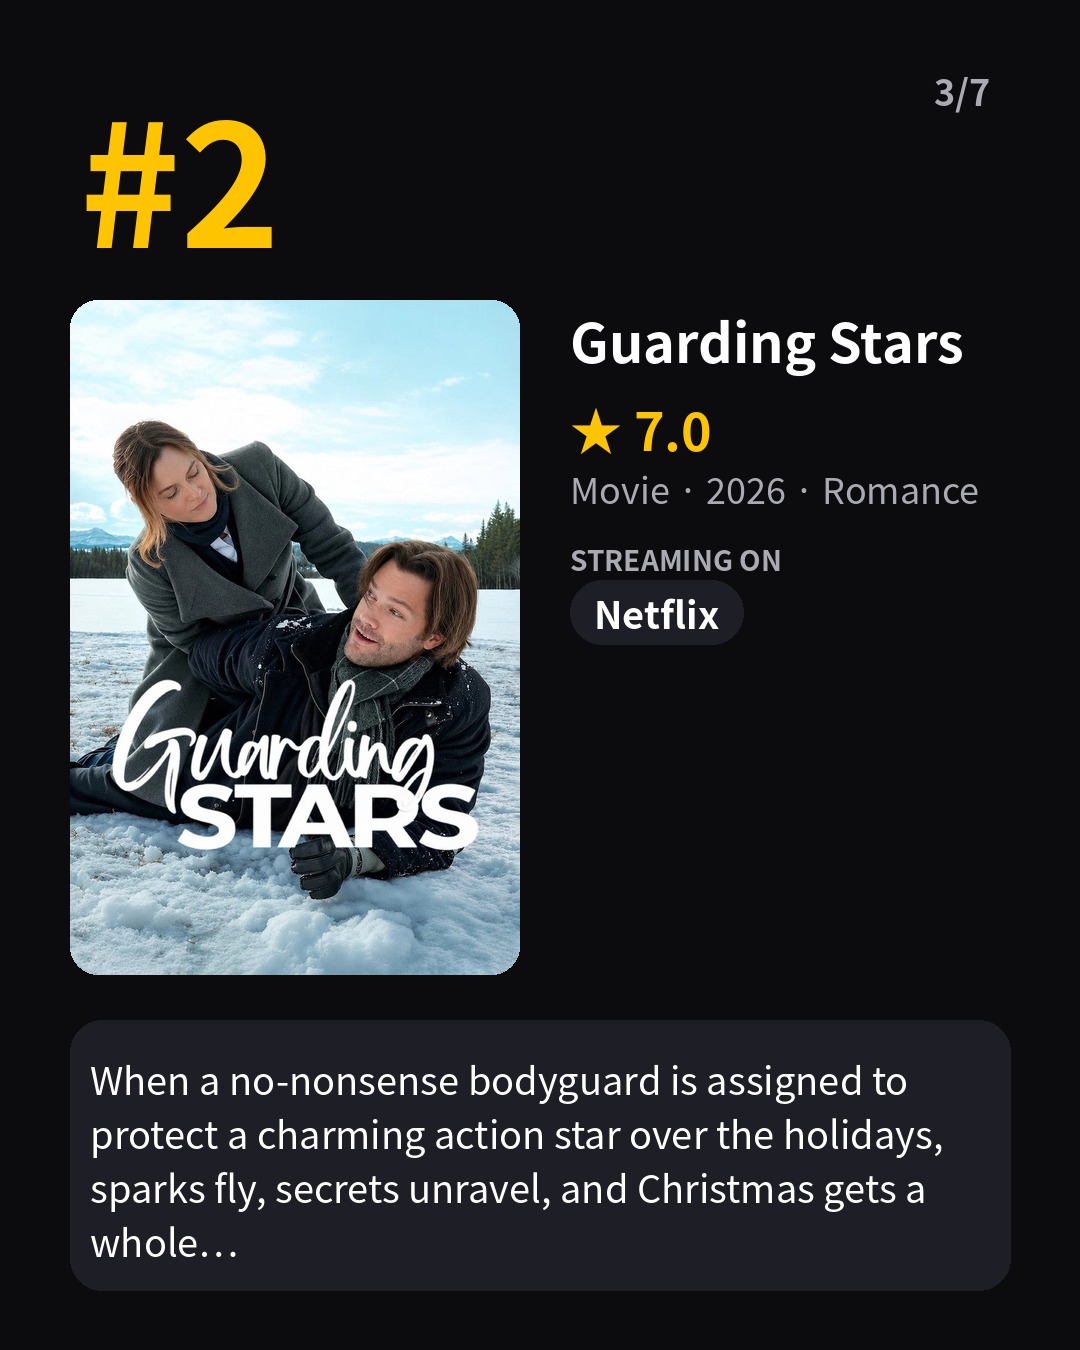 3/7
#2
Guarding
STARS
Guarding Stars
★ 7.0
Movie · 2026 · Romance
STREAMING ON
Netflix
When a no-nonsense bodyguard is assigned to
protect a charming action star over the holidays,
sparks fly, secrets unravel, and Christmas gets a
whole…